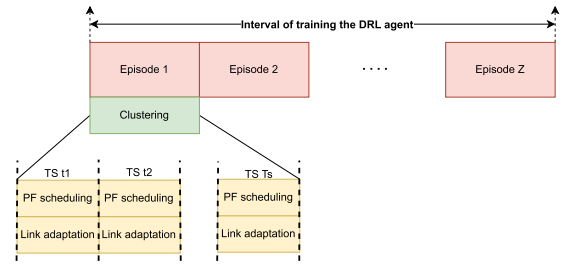 Interval of training the DRL agent
Episode 1
Episode 2
....
Episode Z
Clustering
TS t1
TS t2
TS Ts
PF scheduling
PF scheduling
PF scheduling
Link adaptation
Link adaptation
Link adaptation